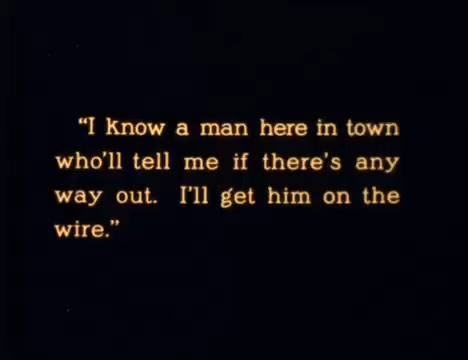 “I know a man here in town
who'll tell me if there's any
way out. I'll get him on the
wire.”